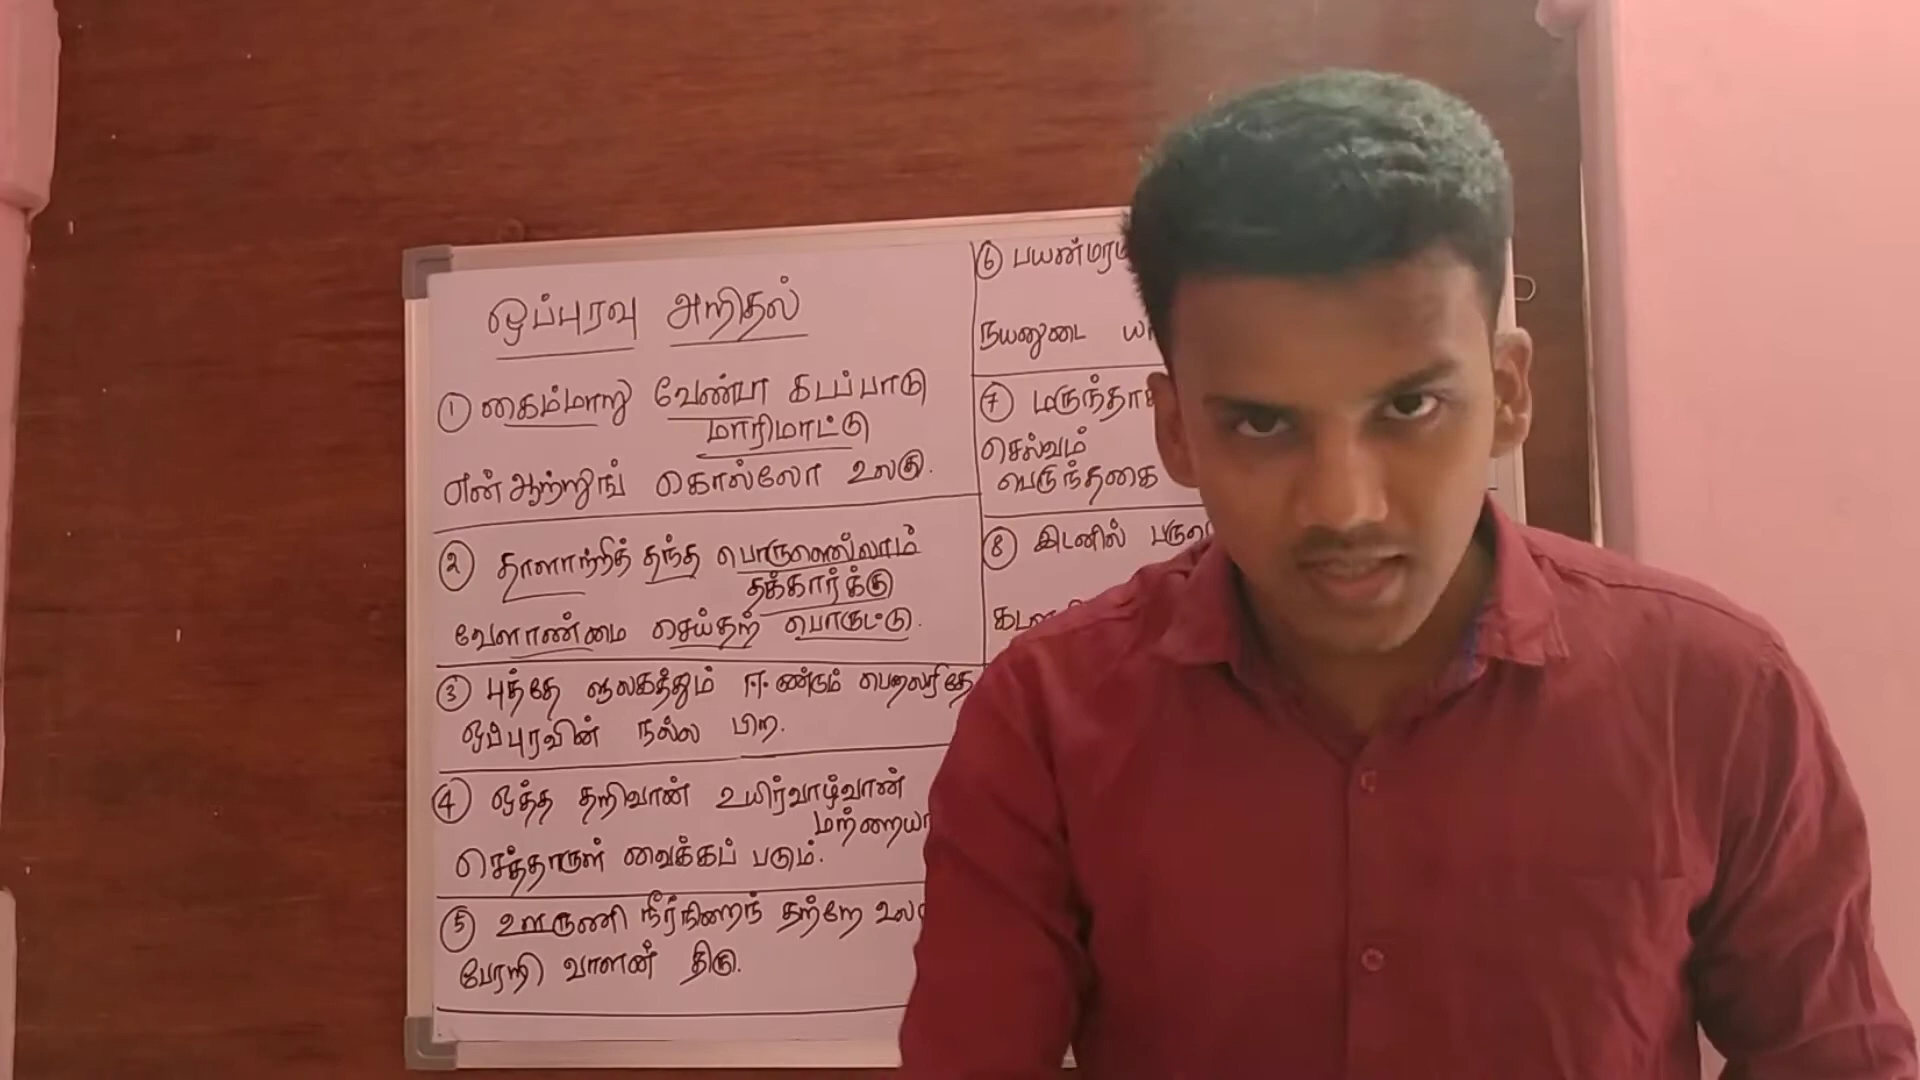 ஒப்புரவு அறிதல்
① கைம்மாறு வேண்டா கடப்பாடு
மாரிமாட்டு
என் ஆற்றுங் கொல்லோ உலகு.
② தாளாற்றித் தந்த பொருளெல்லாம்
தக்கார்க்கு
வேளாண்மை செய்தற் பொருட்டு.
③ புத்தே ளுலகத்தும் ஈண்டும் பெறலரிதே
ஒப்புரவின் நல்ல பிற.
④ ஒத்த தறிவான் உயிர்வாழ்வான்
மற்றையா
செத்தாருள் வைக்கப் படும்.
⑤ ஊருணி நீர்நிறைந் தற்றே உல
பேரறி வாளன் திரு.
⑥ பயன்மரம்
நயனுடை யா
⑦ மருந்தா
செல்வம்
பெருந்தகை
⑧ இடனில் பருவ